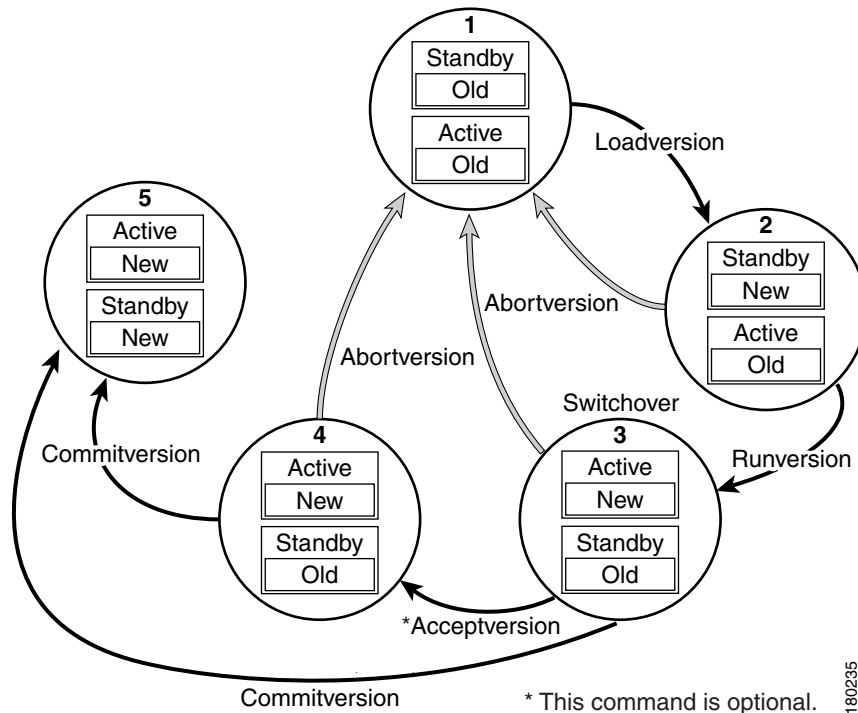 1
Standby
Old
Active
Old
Loadversion
5
Active
New
Standby
New
2
Standby
New
Active
Old
Abortversion
Abortversion
Switchover
4
Active
New
Standby
Old
3
Active
New
Standby
Old
Commitversion
Runversion
*Acceptversion
Commitversion
* This command is optional.
180235